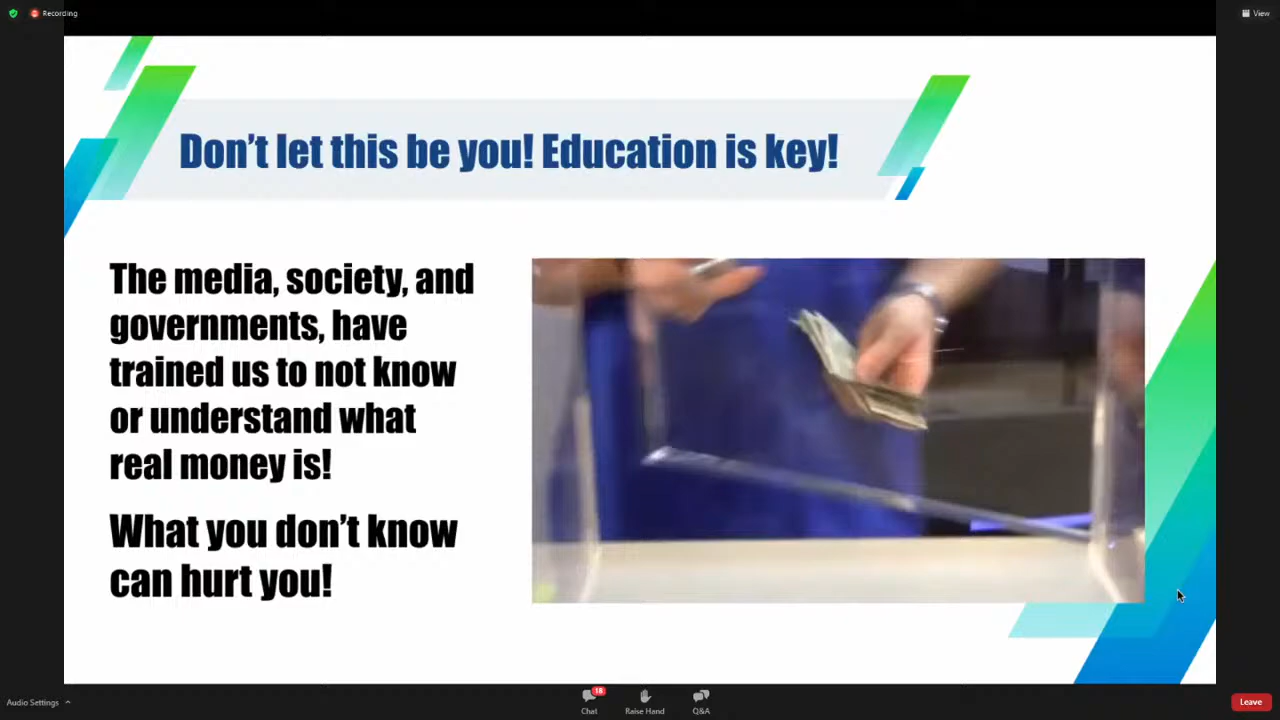 Recording
View
Don't let this be you! Education is key!
The media, society, and
governments, have
trained us to not know
or understand what
real money is!
What you don't know
can hurt you!
Audio Settings
18
Chat
Raise Hand
Q&A
Leave